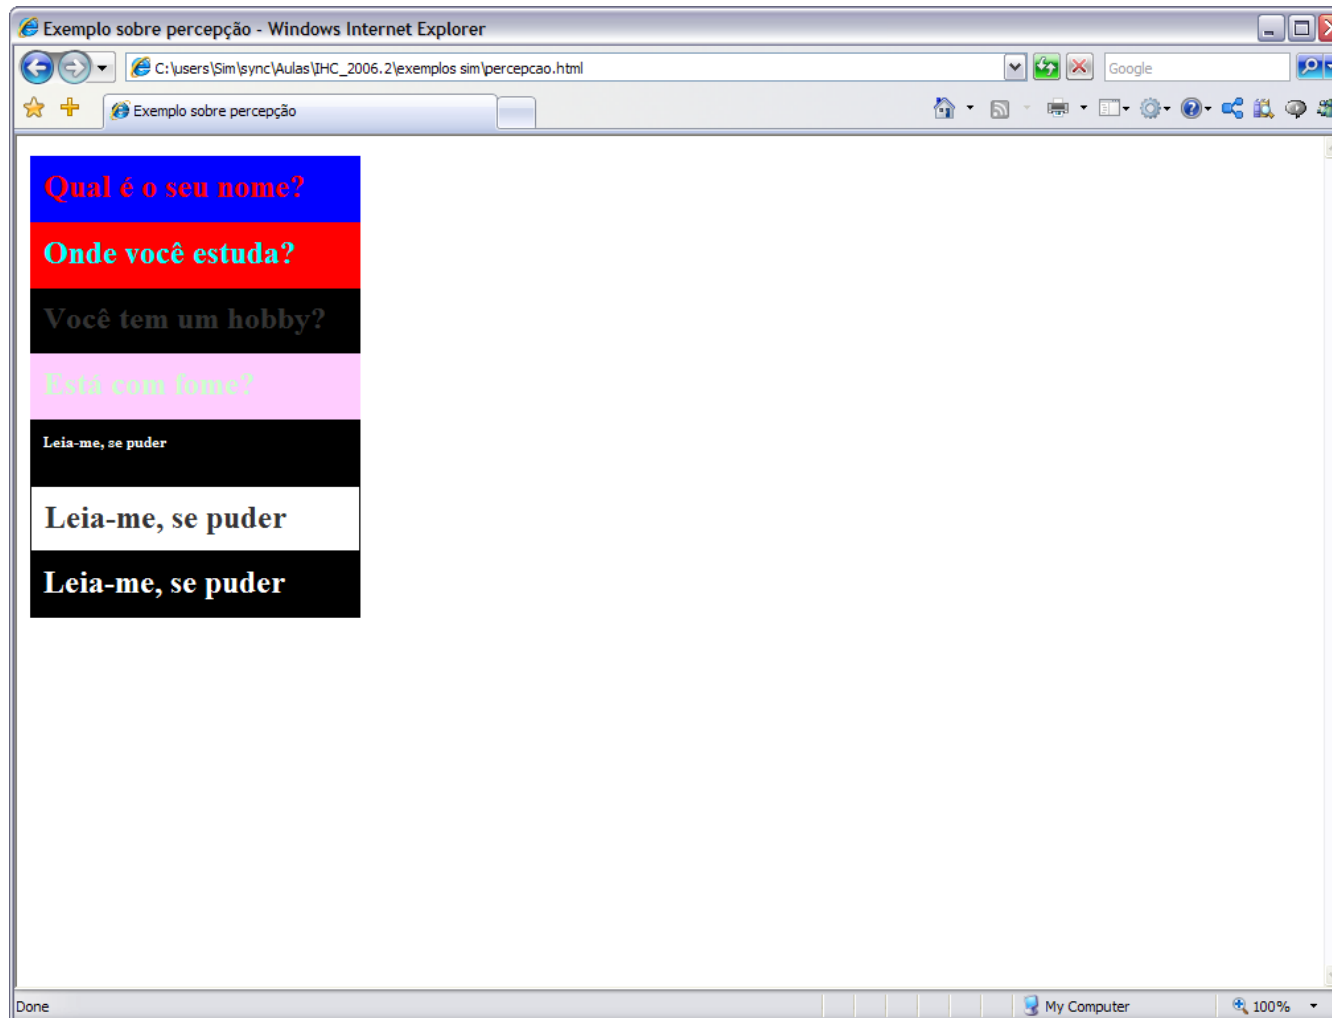 Exemplo sobre percepção - Windows Internet Explorer
C:\users\Sim\sync\Aulas\IHC_2006.2\exemplos sim\percepcao.html
Google
Exemplo sobre percepção
Qual é o seu nome?
Onde você estuda?
Você tem um hobby?
Está com fome?
Leia-me, se puder
Leia-me, se puder
Leia-me, se puder
Done
My Computer
100%